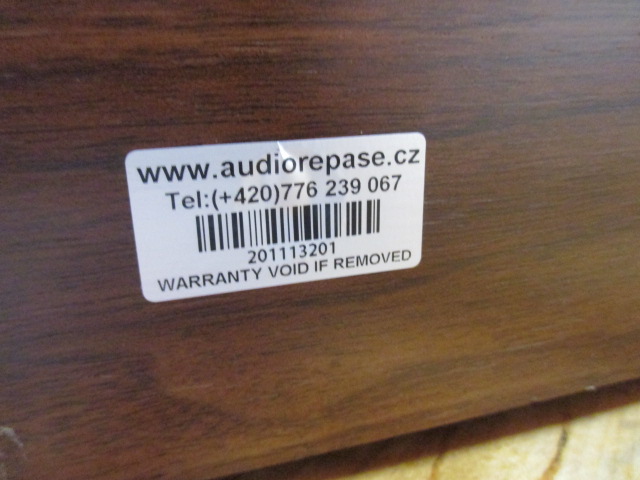 www.audiorepase.cz
Tel:(+420)776 239 067
201113201
WARRANTY VOID IF REMOVED